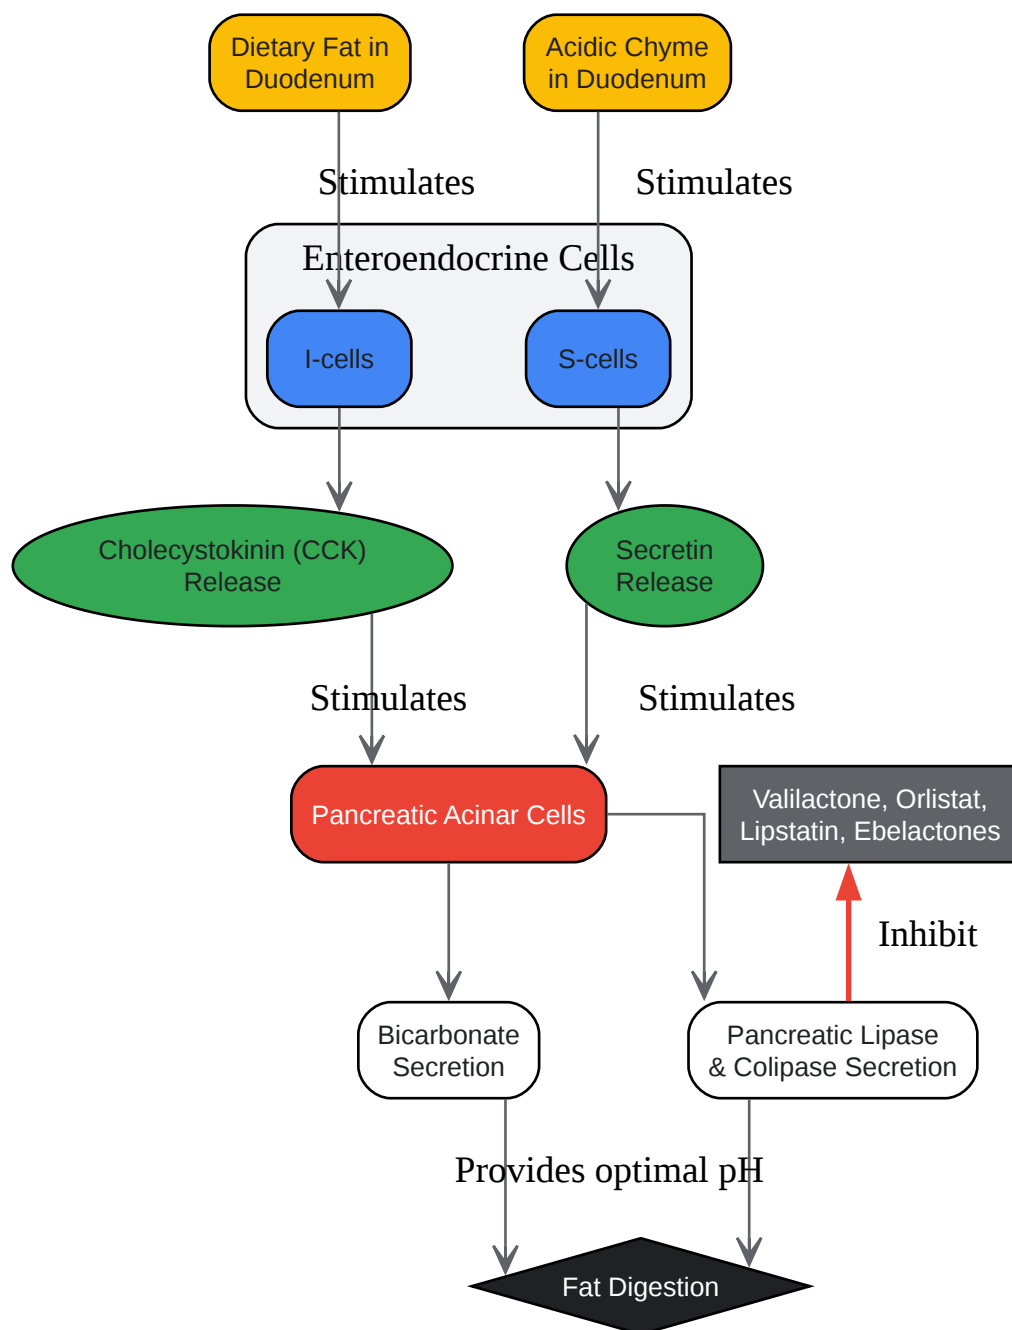 Dietary Fat in
Duodenum
Acidic Chyme
in Duodenum
Stimulates
Stimulates
Enteroendocrine Cells
I-cells
S-cells
Cholecystokinin (CCK)
Release
Secretin
Release
Stimulates
Stimulates
Pancreatic Acinar Cells
Valilactone, Orlistat,
Lipstatin, Ebelactones
Inhibit
Bicarbonate
Secretion
Pancreatic Lipase
& Colipase Secretion
Provides optimal pH
Fat Digestion